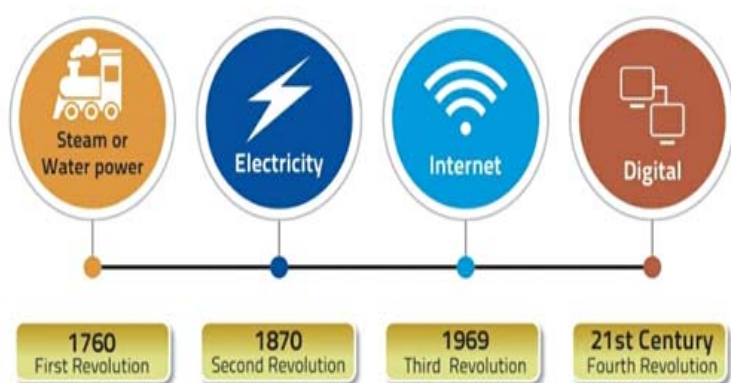 Steam or
Water power
Electricity
Internet
Digital
1760
First Revolution
1870
Second Revolution
1969
Third Revolution
21st Century
Fourth Revolution